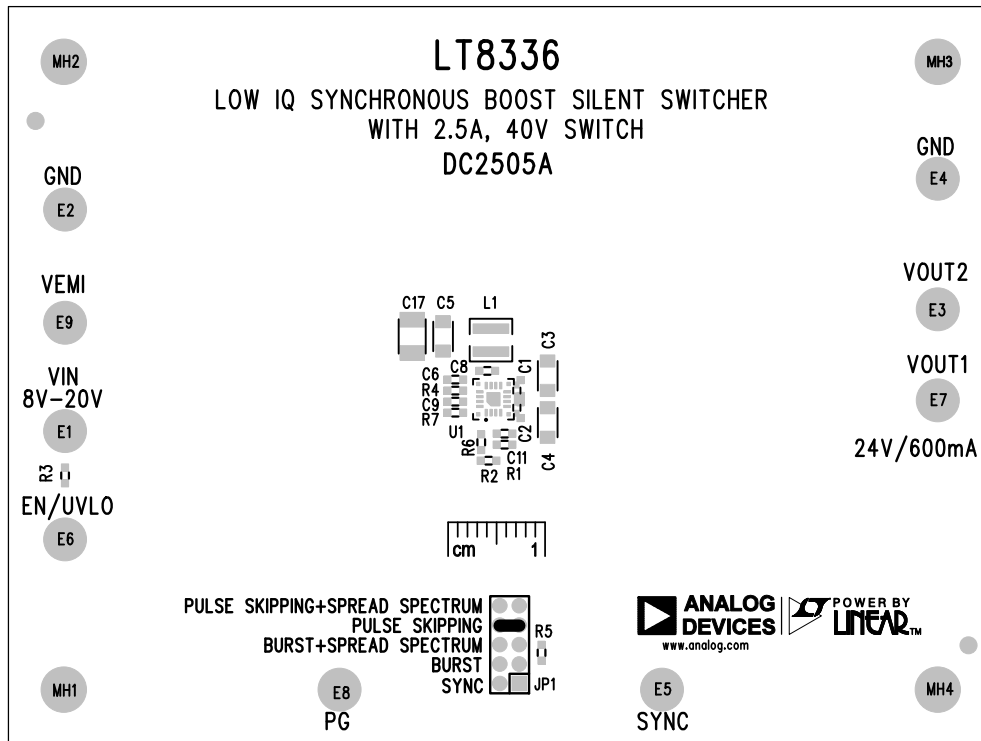 LT8336
MH2
MH3
LOW IQ SYNCHRONOUS BOOST SILENT SWITCHER
WITH 2.5A, 40V SWITCH
DC2505A
GND
E2
GND
E4
VEMI
E9
VOUT2
E3
VIN
8V-20V
E1
VOUT1
E7
24V/600mA
R3
EN/UVLO
E6
C17
C5
L1
C3
C6
C8
C1
R4
C9
R7
U1
R6
C2
C4
C11
R2
R1
cm 1
PULSE SKIPPING+SPREAD SPECTRUM
PULSE SKIPPING
BURST+SPREAD SPECTRUM
BURST
SYNC
R5
JP1
ANALOG
DEVICES
www.analog.com
POWER BY
LINEAR™
MH1
E8
PG
E5
SYNC
MH4